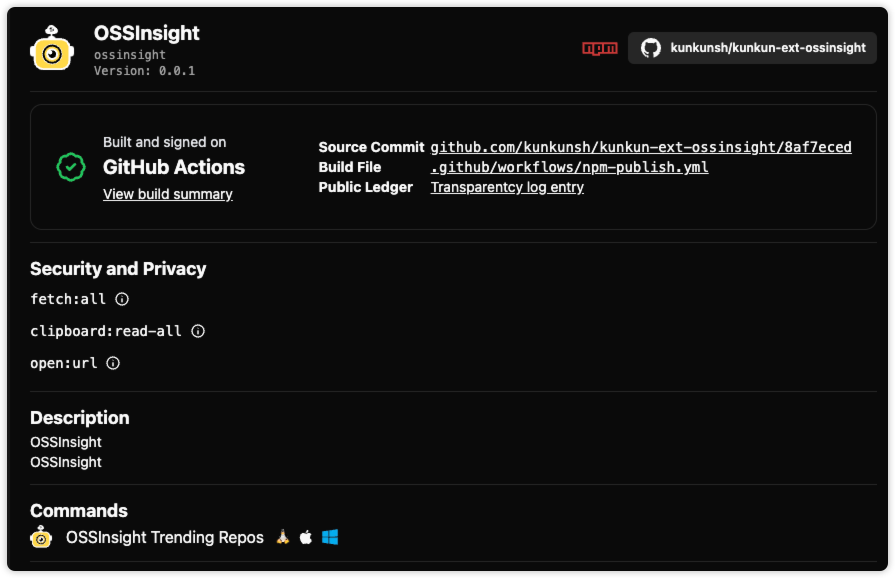 OSSInsight
ossinsight
Version: 0.0.1
npm
kunkunsh/kunkun-ext-ossinsight
Built and signed on
GitHub Actions
View build summary
Source Commit github.com/kunkunsh/kunkun-ext-ossinsight/8af7eced
Build File .github/workflows/npm-publish.yml
Public Ledger Transparentcy log entry
Security and Privacy
fetch:all
clipboard:read-all
open:url
Description
OSSInsight
OSSInsight
Commands
OSSInsight Trending Repos